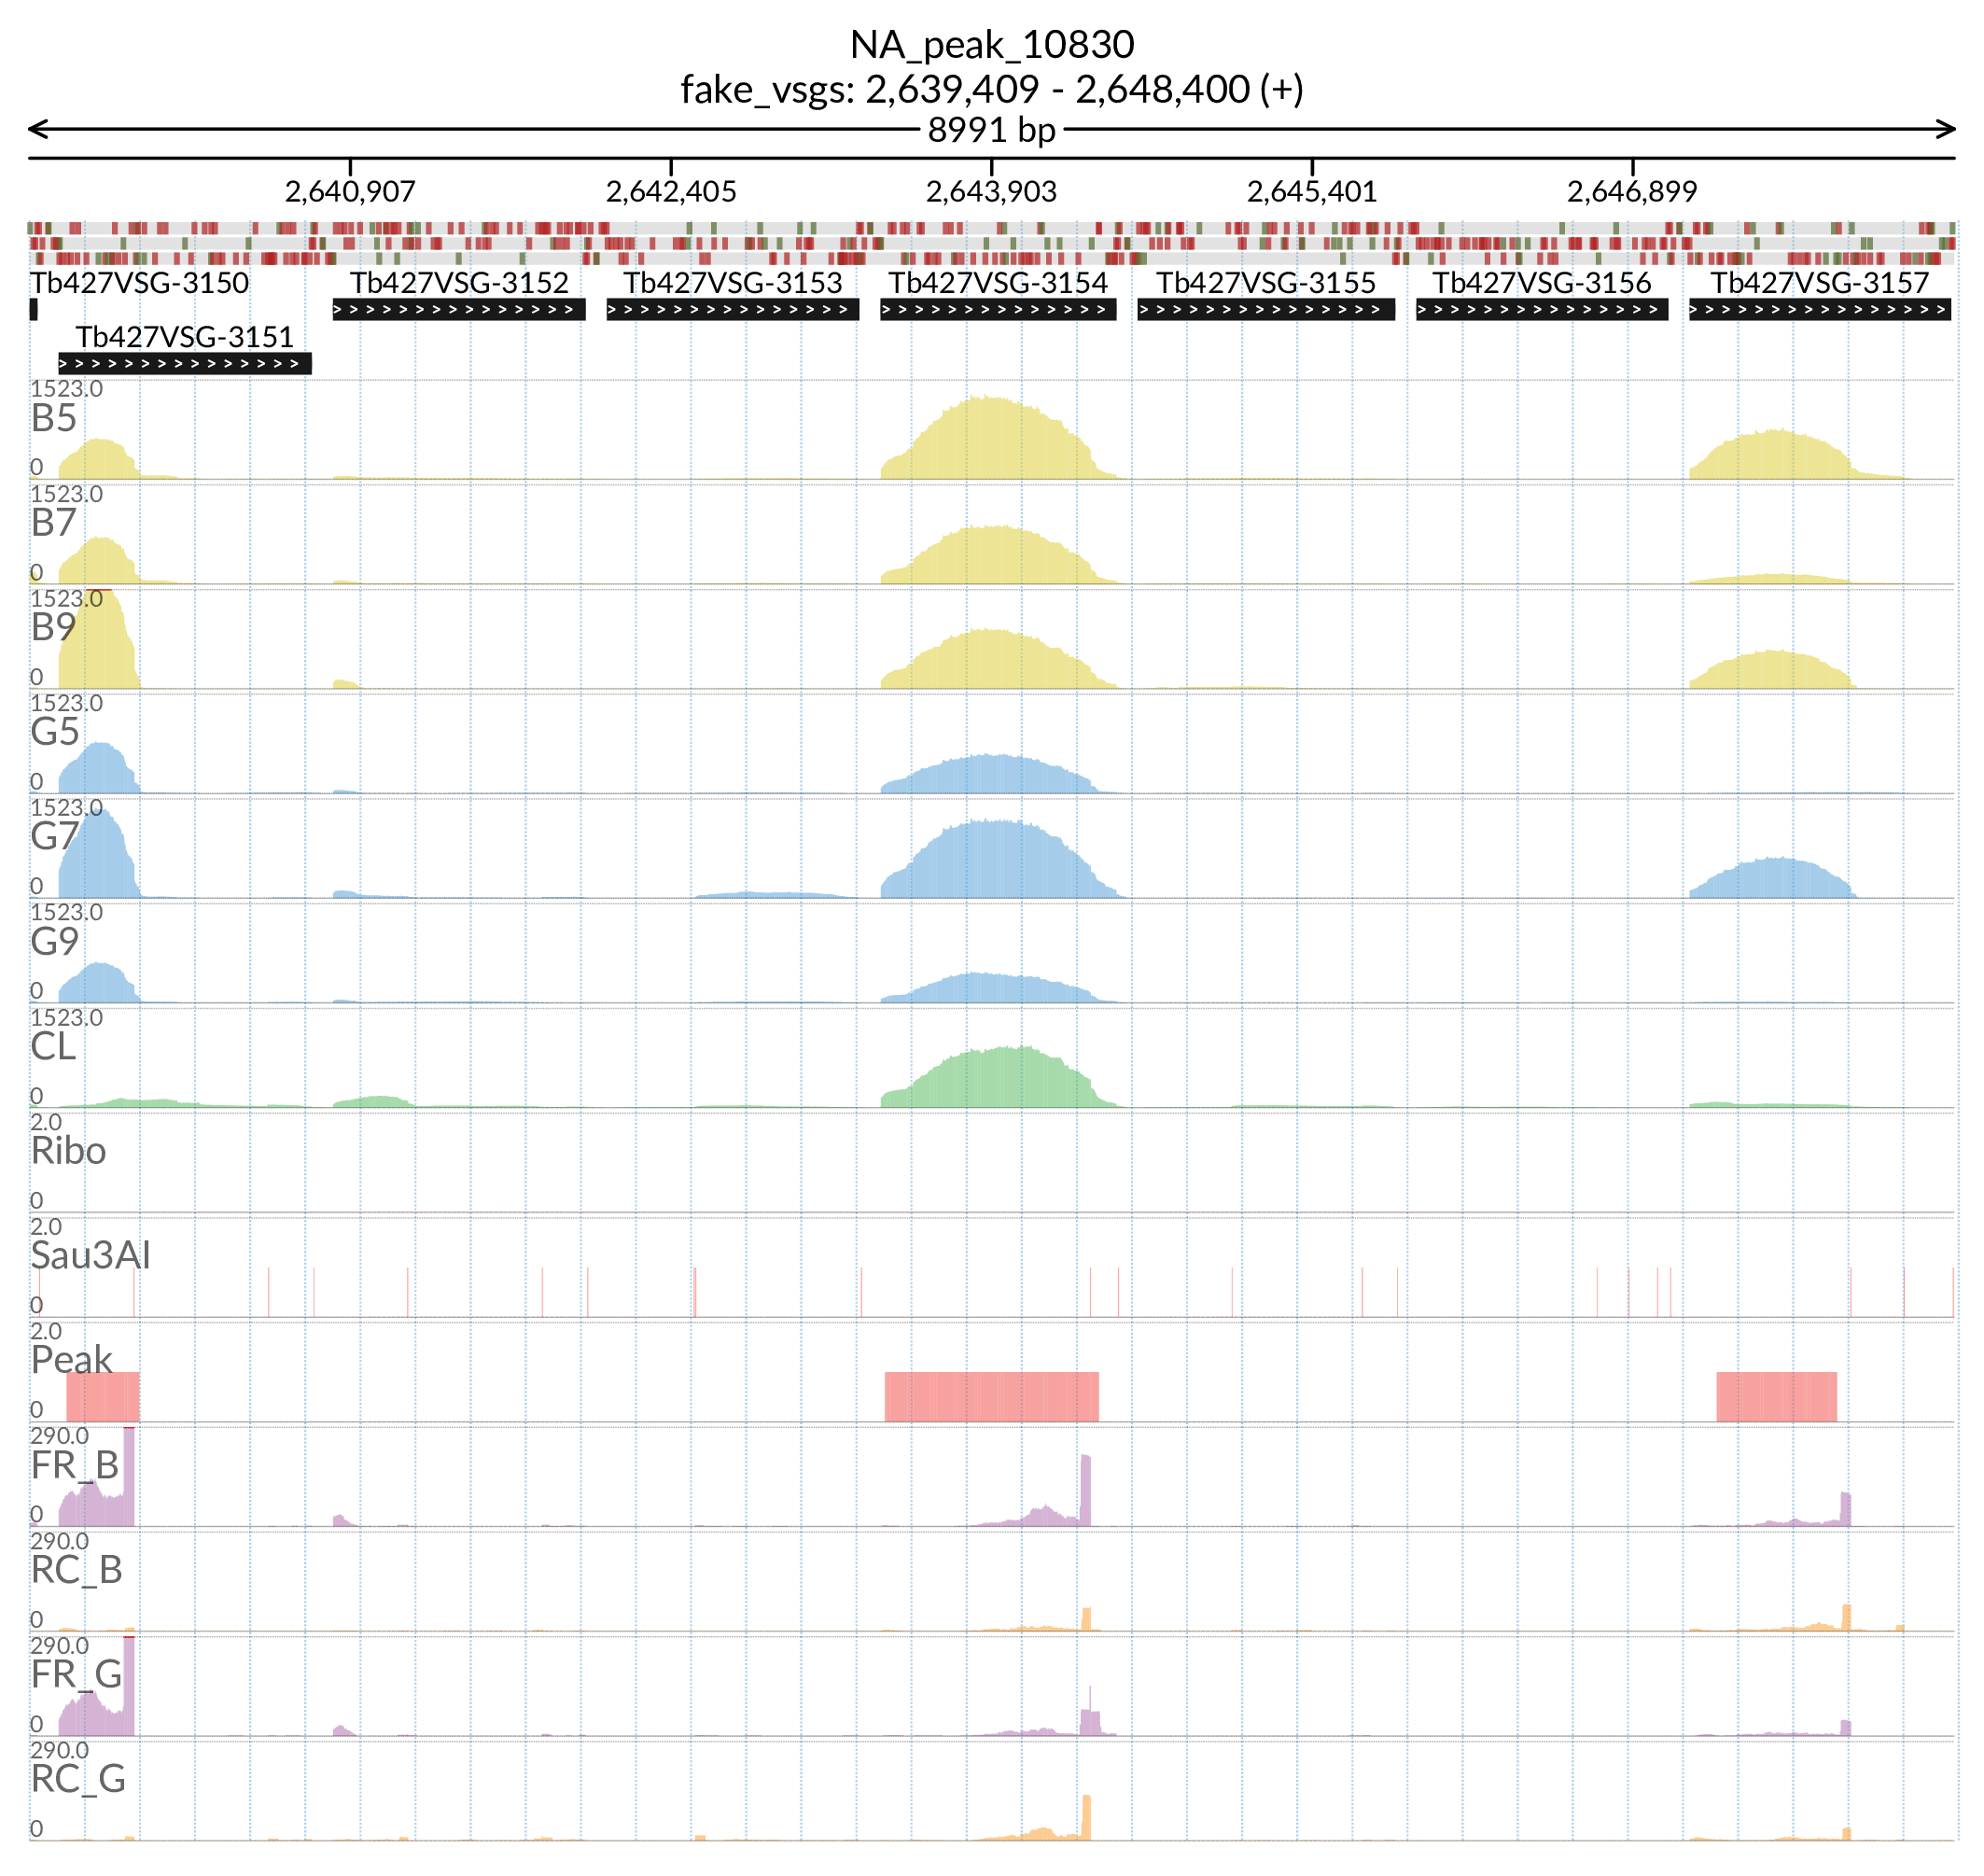 NA_peak_10830
fake_vsgs: 2,639,409 - 2,648,400 (+)
8991 bp
2,640,907 2,642,405 2,643,903 2,645,401 2,646,899
Tb427VSG-3150 Tb427VSG-3152 Tb427VSG-3153 Tb427VSG-3154 Tb427VSG-3155 Tb427VSG-3156 Tb427VSG-3157
Tb427VSG-3151
1523.0
B5
0
1523.0
B7
0
1523.0
B9
0
1523.0
G5
0
1523.0
G7
0
1523.0
G9
0
1523.0
CL
0
2.0
Ribo
0
2.0
Sau3AI
0
2.0
Peak
0
290.0
FR_B
0
290.0
RC_B
0
290.0
FR_G
0
290.0
RC_G
0